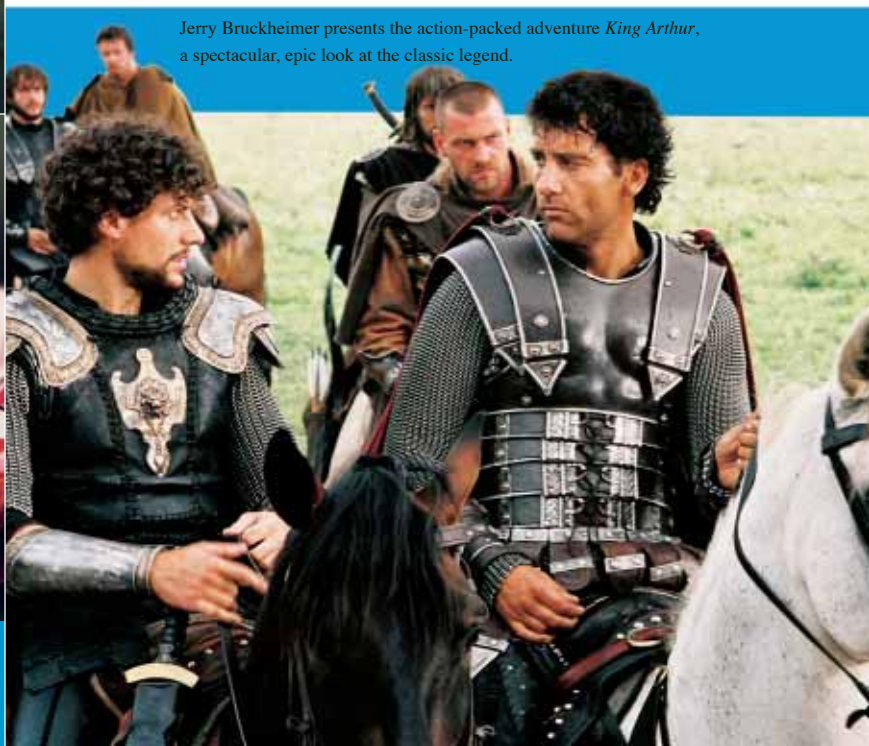 Jerry Bruckheimer presents the action-packed adventure King Arthur,
a spectacular, epic look at the classic legend.